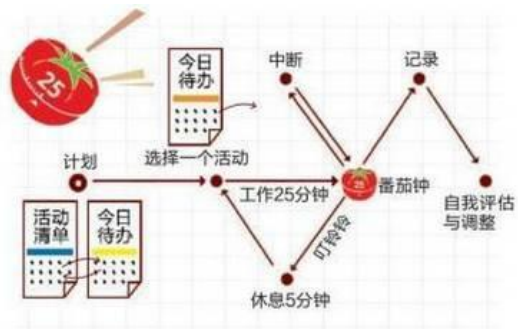 25
今日
待办
中断
记录
计划
选择一个活动
工作25分钟
25
番茄钟
活动
清单
今日
待办
叮铃铃
自我评估
与调整
休息5分钟